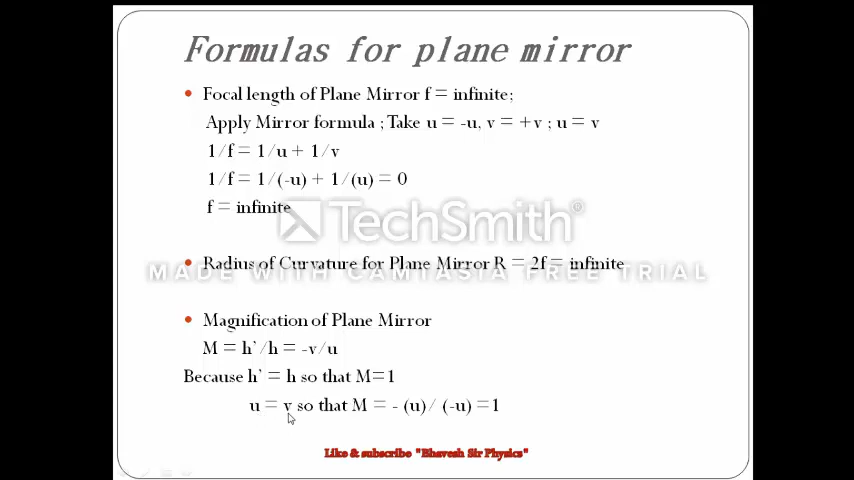 Formulas for plane mirror
• Focal length of Plane Mirror f = infinite;
Apply Mirror formula ; Take u = -u, v = +v ; u = v
1/f = 1/u + 1/v
1/f = 1/(-u) + 1/(u) = 0
f = infinite
TechSmith®
• Radius of Curvature for Plane Mirror R = 2f = infinite
MADE WITH CAMTASIA FREE TRIAL
• Magnification of Plane Mirror
M = h'/h = -v/u
Because h' = h so that M=1
u = v so that M = - (u)/ (-u) =1
Like & subscribe "Bhavesh Sir Physics"